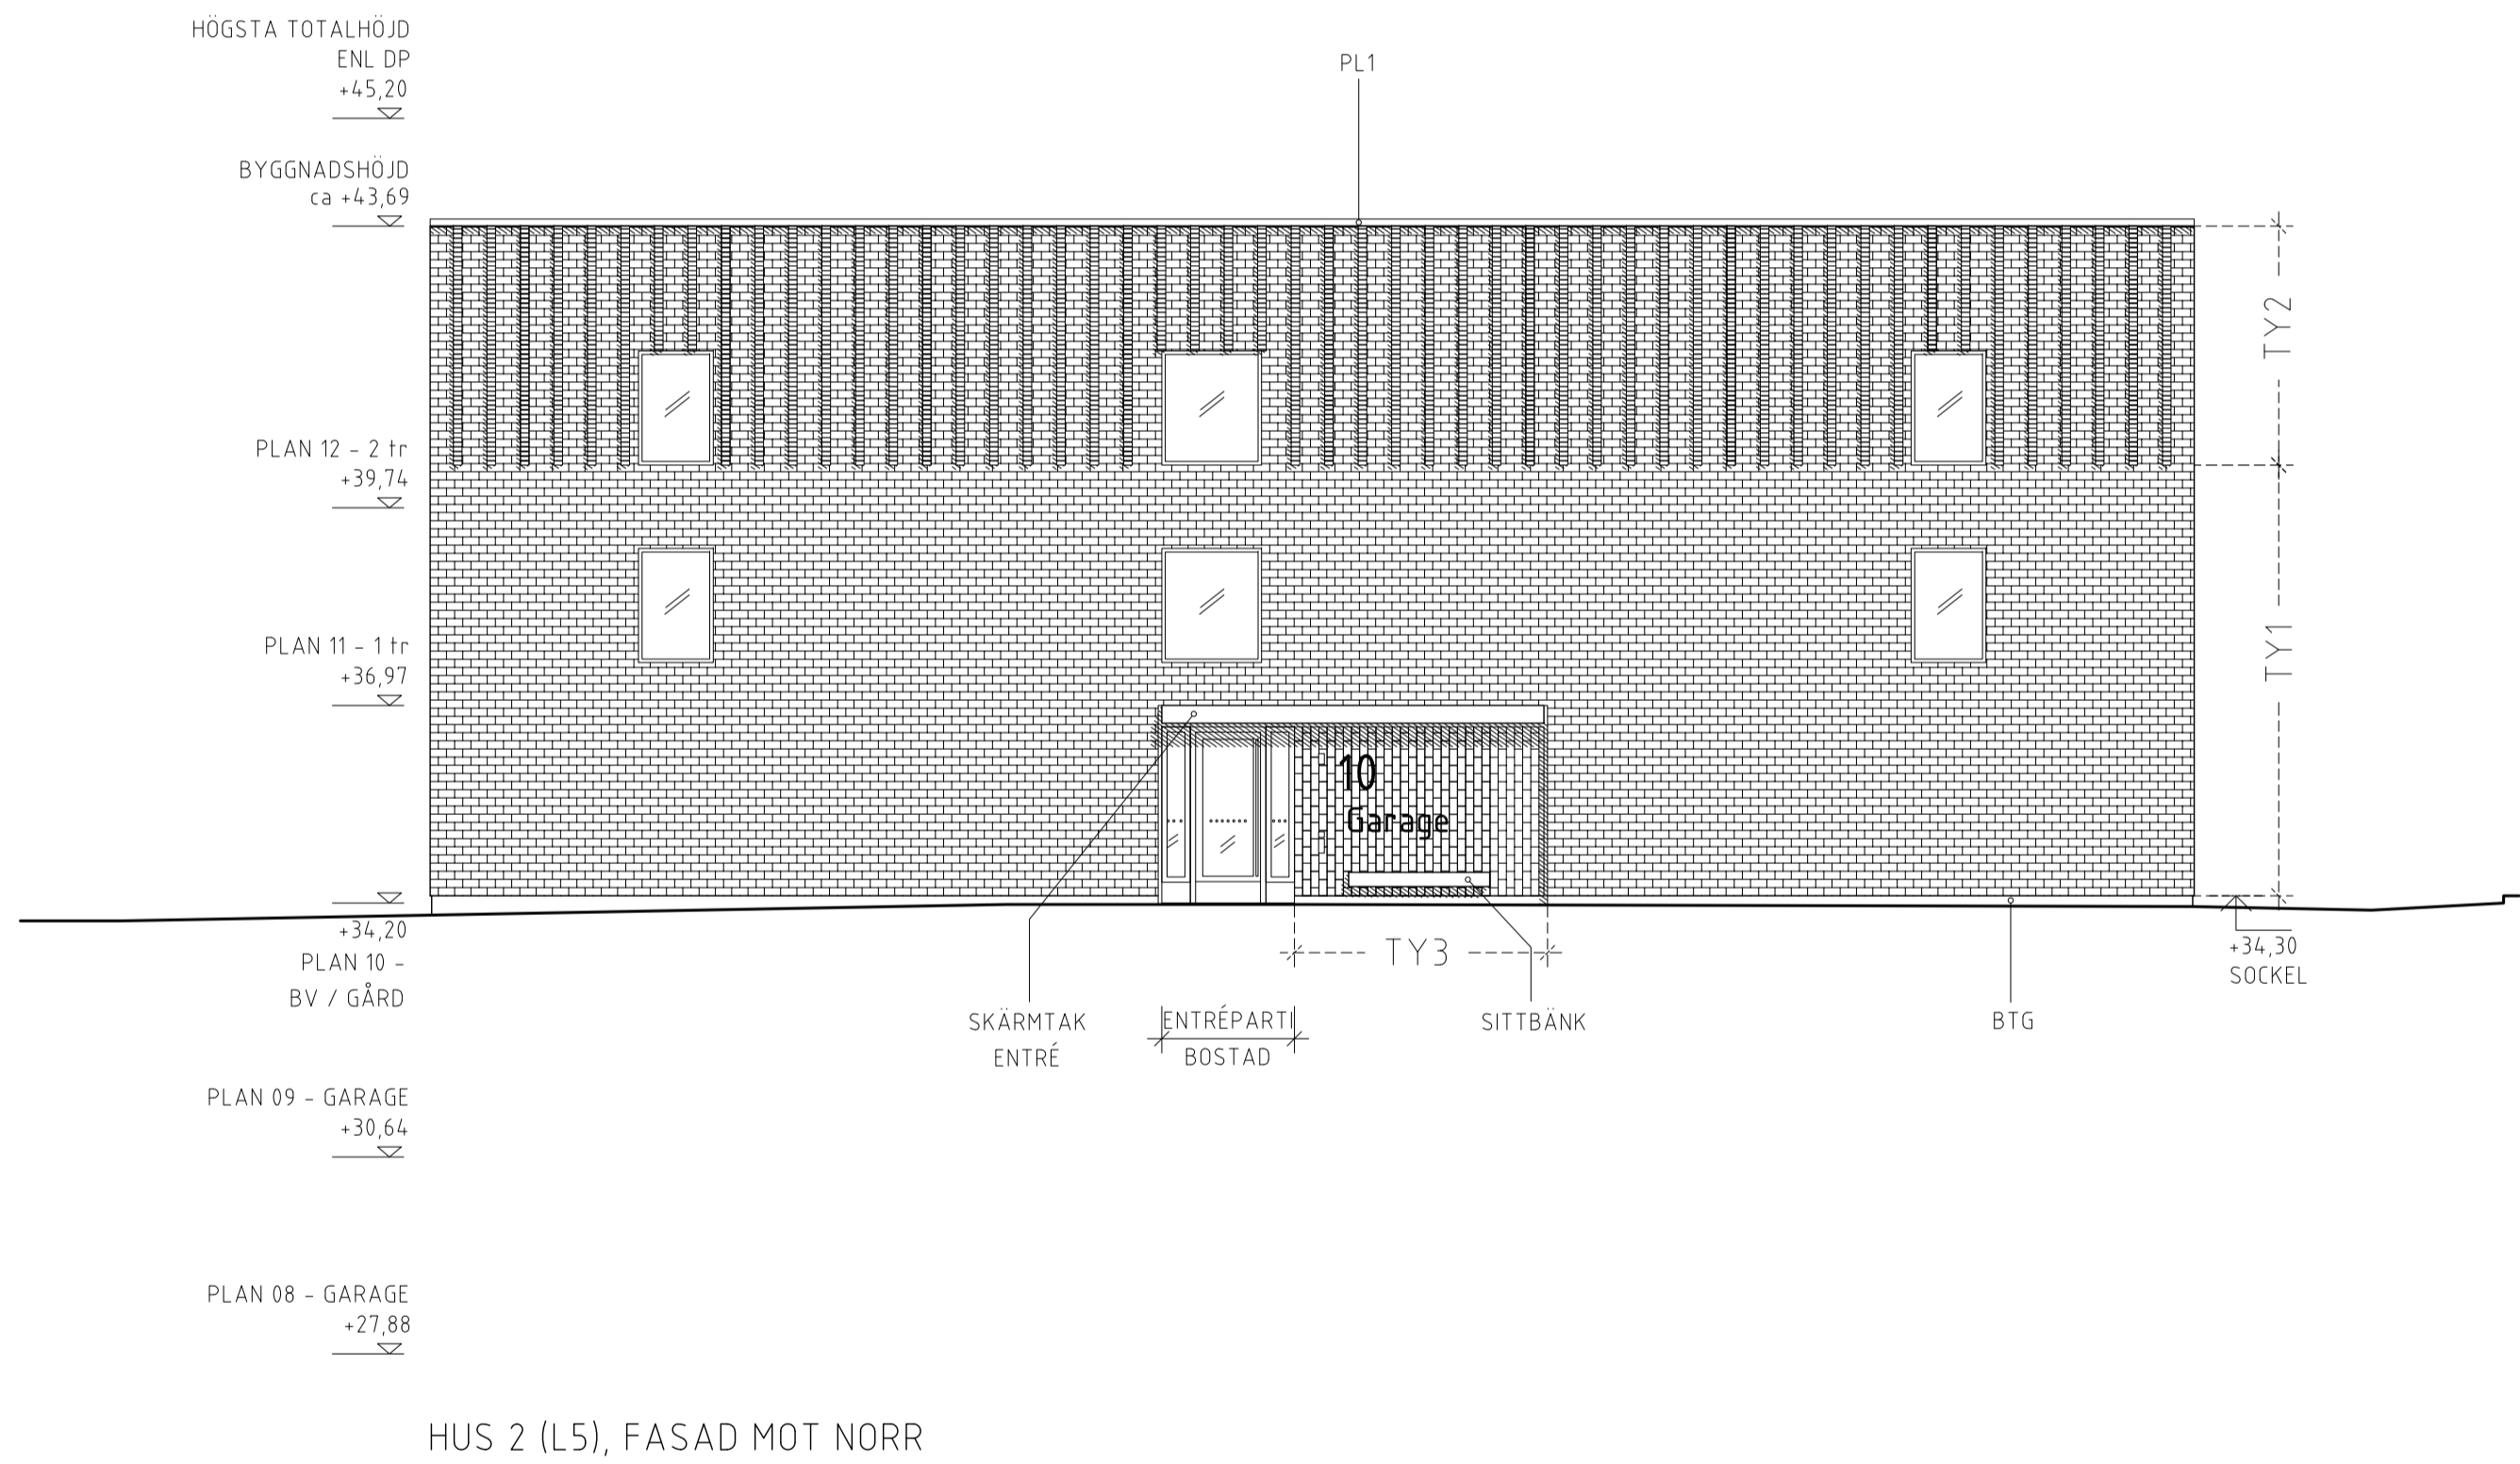 HÖGSTA TOTALHÖJD
ENL DP
+45,20
PL1
BYGGNADSHÖJD
ca +43,69
TY2
PLAN 12 - 2 tr
+39,74
PLAN 11 - 1 tr
+36,97
TY1
10
Garage
+34,20
PLAN 10 -
BV / GÅRD
TY3
+34,30
SOCKEL
SKÄRMTAK
ENTRÉ
ENTRÉPARTI
BOSTAD
SITTBÄNK
BTG
PLAN 09 - GARAGE
+30,64
PLAN 08 - GARAGE
+27,88
HUS 2 (L5), FASAD MOT NORR